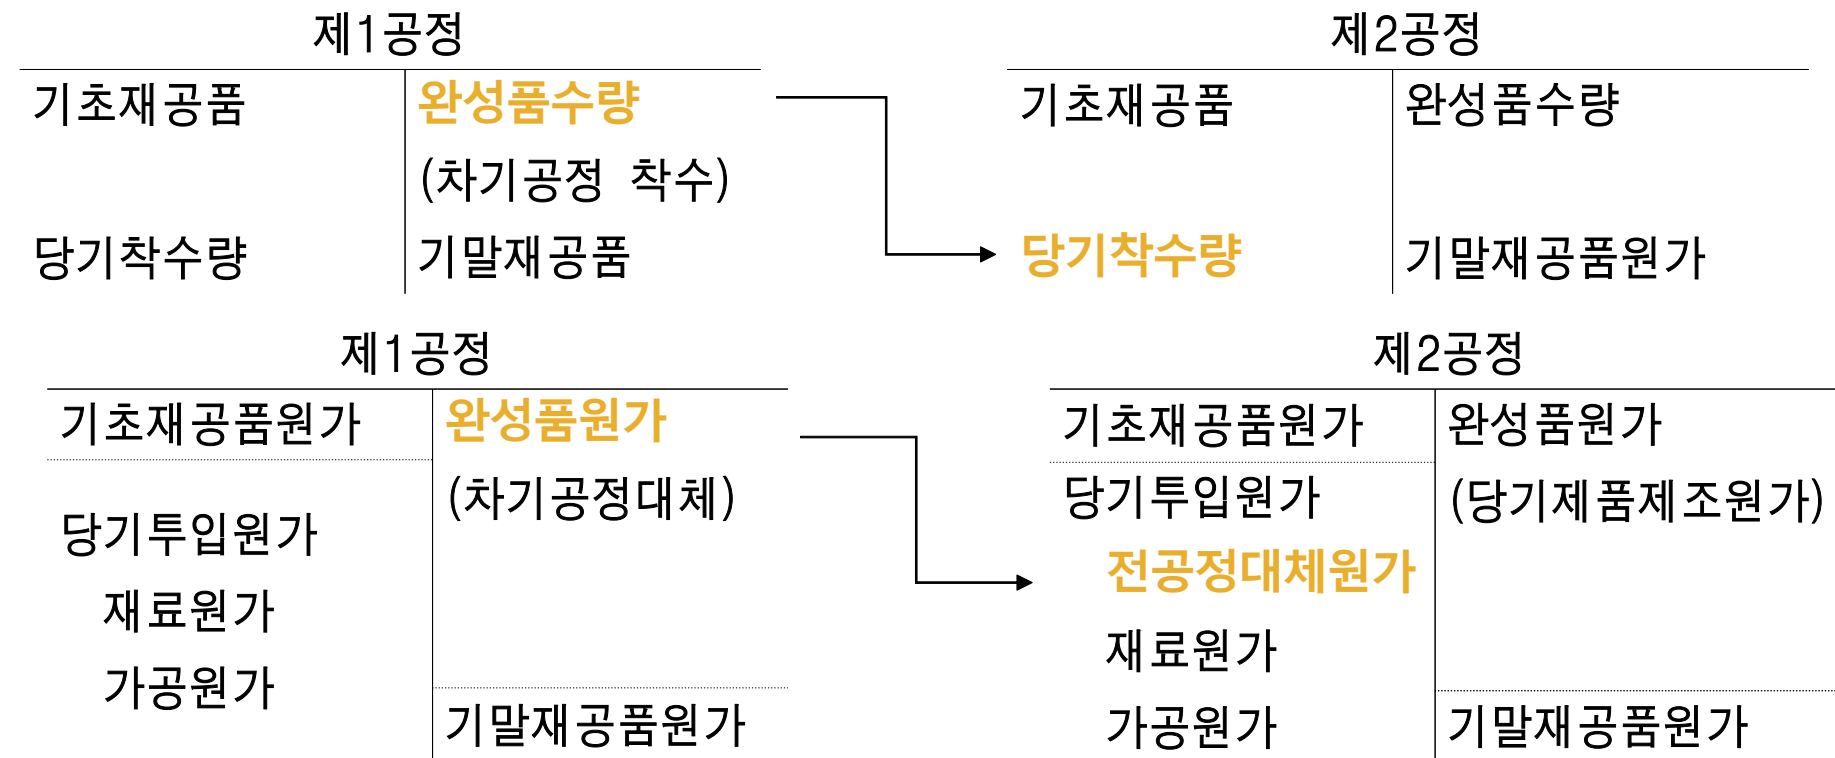 제1공정
기초재공품
완성품수량
(차기공정 착수)
당기착수량
기말재공품
제2공정
기초재공품
완성품수량
당기착수량
기말재공품원가
제1공정
기초재공품원가
완성품원가
(차기공정대체)
당기투입원가
재료원가
가공원가
기말재공품원가
제2공정
기초재공품원가
완성품원가
당기투입원가
(당기제품제조원가)
전공정대체원가
재료원가
가공원가
기말재공품원가